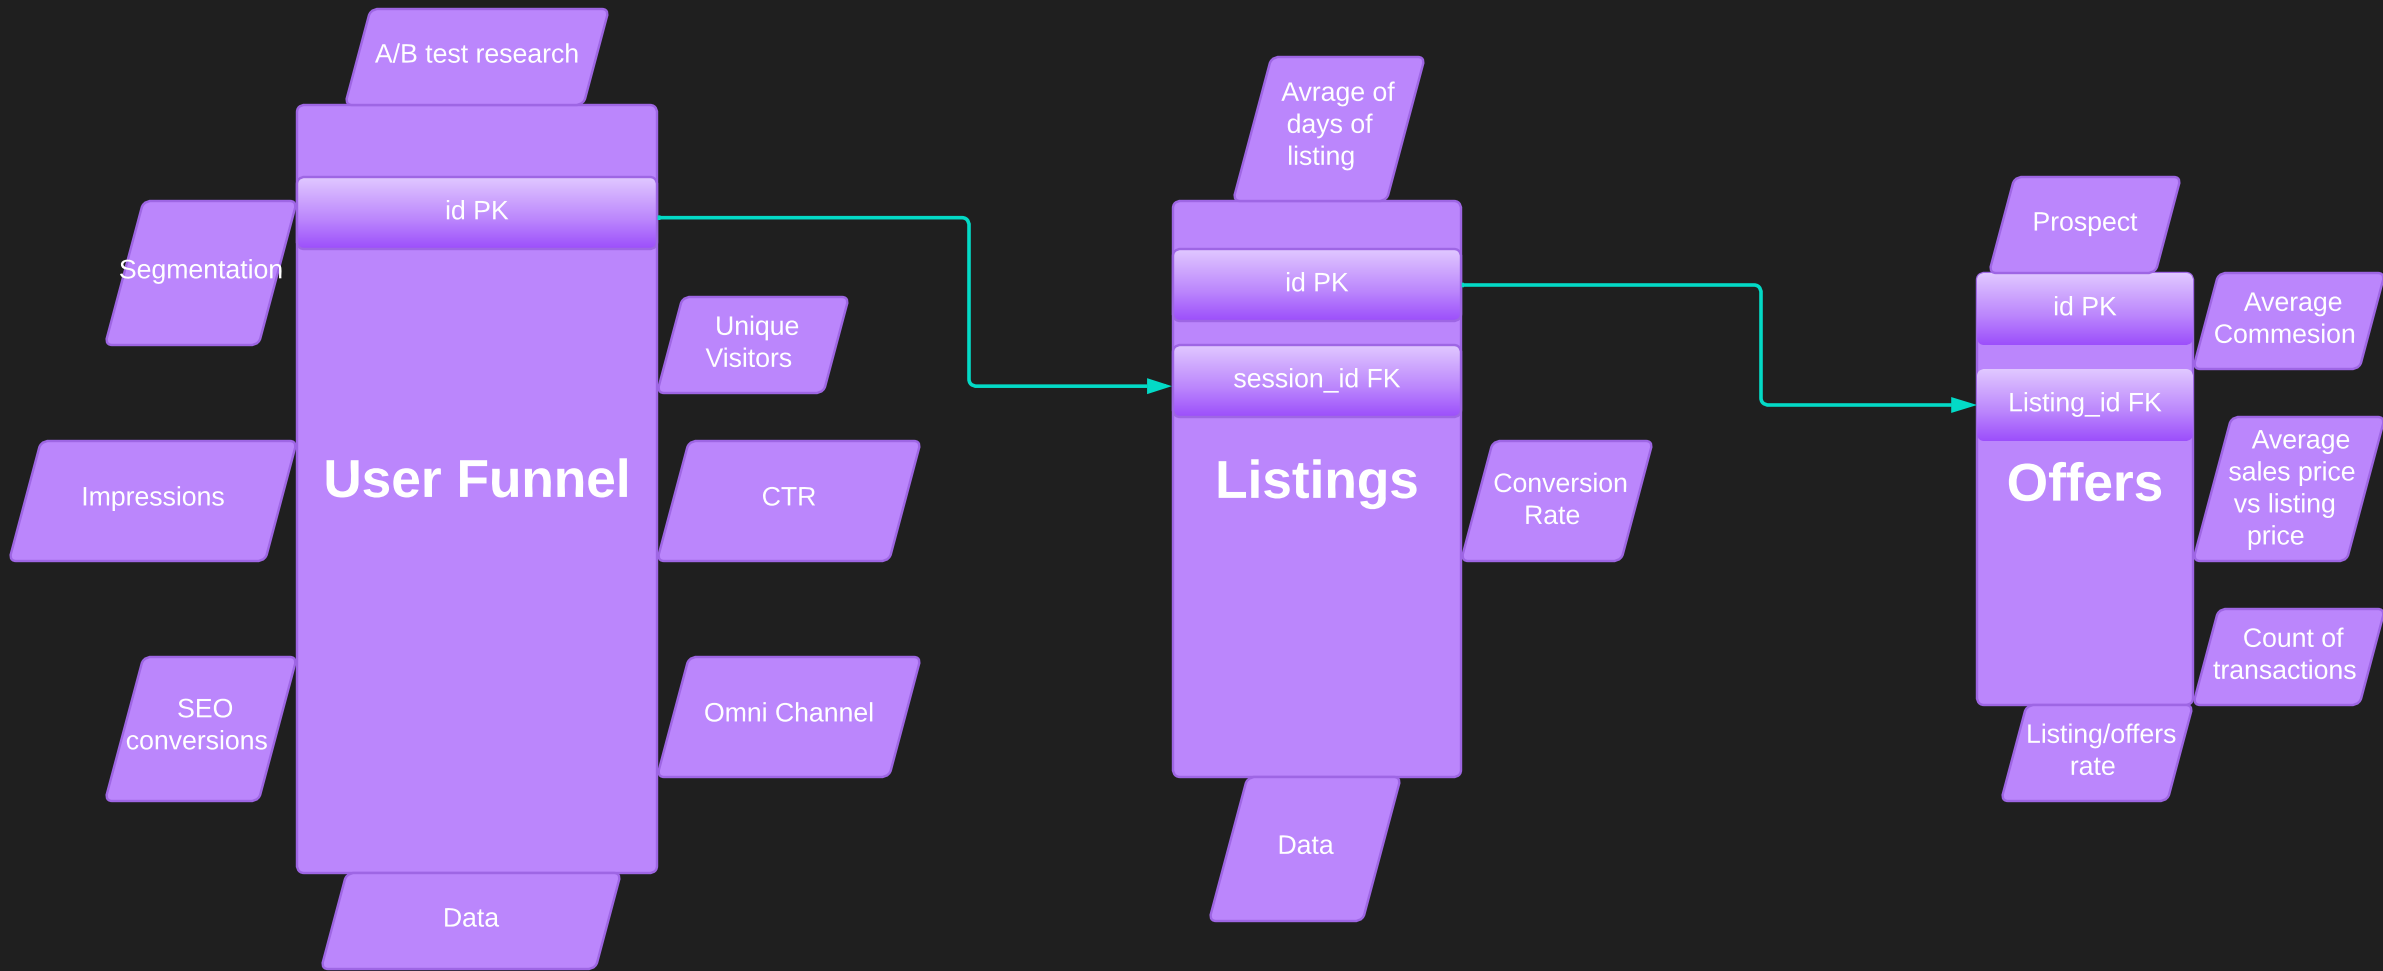 A/B test research
id PK
Segmentation
Unique
Visitors
Impressions
User Funnel
CTR
SEO
conversions
Omni Channel
Data
Avrage of
days of
listing
id PK
session_id FK
Listings
Conversion
Rate
Data
Prospect
id PK
Average
Commesion
Listing_id FK
Offers
Average
sales price
vs listing
price
Count of
transactions
Listing/offers
rate